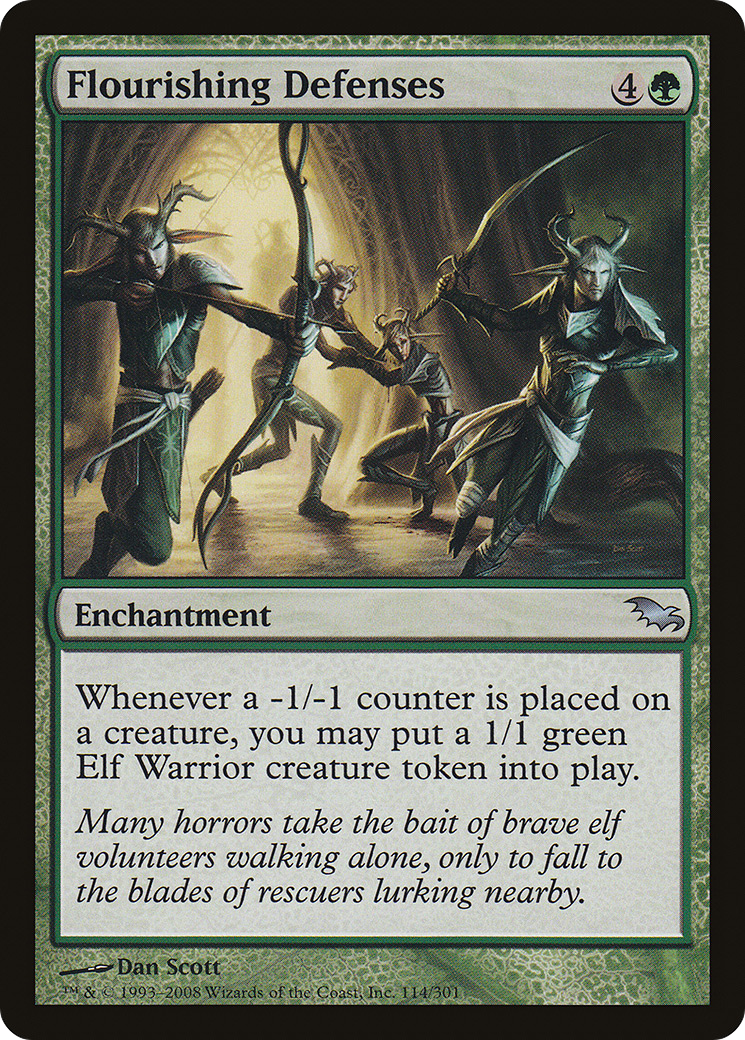 Flourishing Defenses 4
Dan Scott
Enchantment
Whenever a -1/-1 counter is placed on
a creature, you may put a 1/1 green
Elf Warrior creature token into play.
Many horrors take the bait of brave elf
volunteers walking alone, only to fall to
the blades of rescuers lurking nearby.
Dan Scott
™ & © 1993–2008 Wizards of the Coast, Inc. 114/301